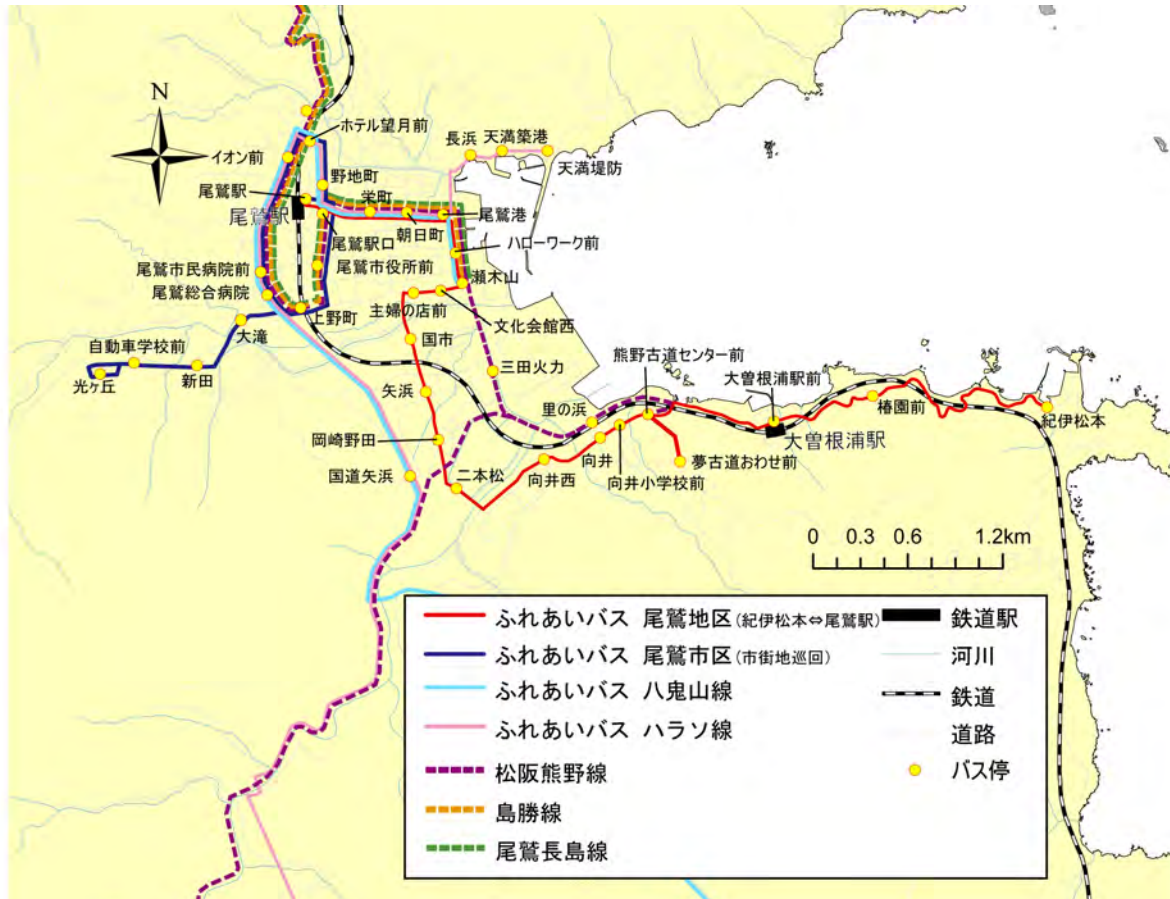 N
ホテル望月前
イオン前
長浜
天満築港
天満堤防
野地町
尾鷲駅
栄町
尾鷲駅
尾鷲港
朝日町
尾鷲駅口
ハローワーク前
尾鷲市民病院前
尾鷲市役所前
瀬木山
尾鷲総合病院
主婦の店前
上野町
文化会館西
大滝
国市
自動車学校前
三田火力
熊野古道センター前
大曽根浦駅前
光ヶ丘
新田
矢浜
里の浜
椿園前
紀伊松本
岡崎野田
大曽根浦駅
向井
夢古道おわせ前
国道矢浜
二本松
向井西
向井小学校前
0 0.3 0.6 1.2km
ふれあいバス 尾鷲地区(紀伊松本⇔尾鷲駅)
ふれあいバス 尾鷲市区(市街地巡回)
ふれあいバス 八鬼山線
ふれあいバス ハラソ線
松阪熊野線
島勝線
尾鷲長島線
鉄道駅
河川
鉄道
道路
バス停